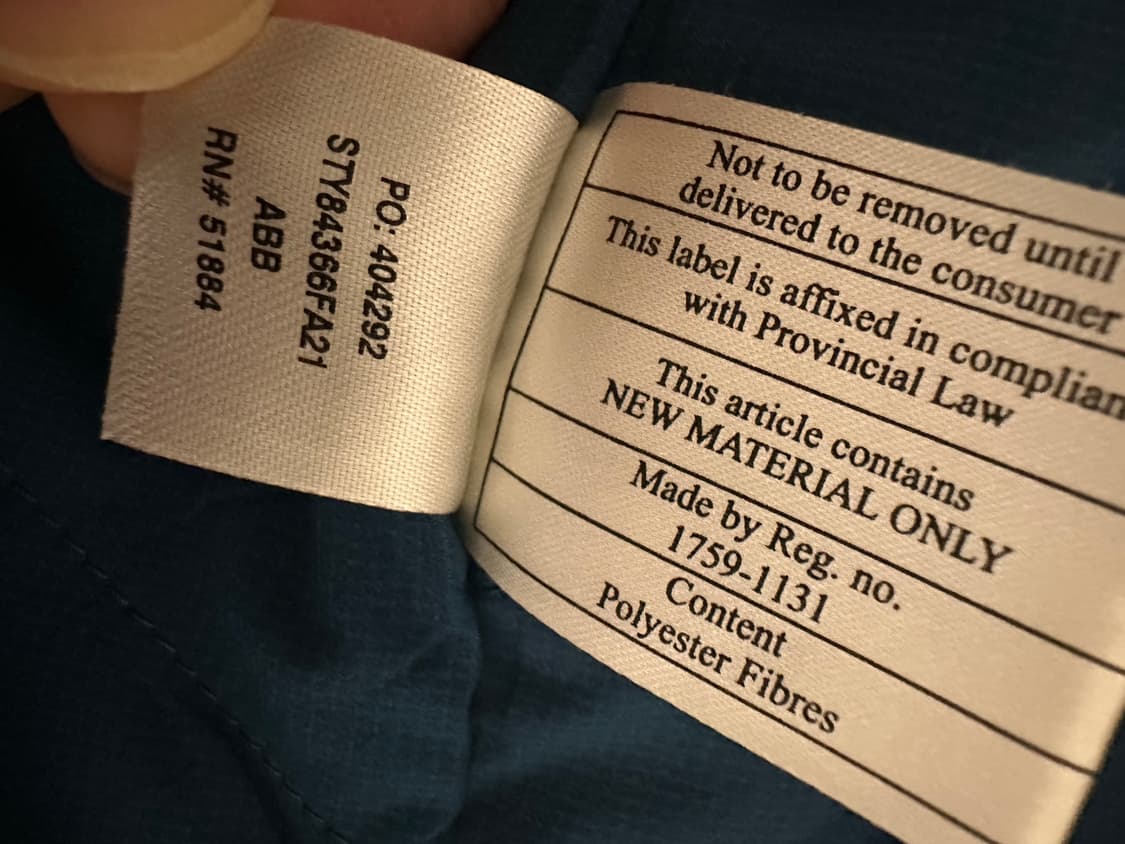 PO: 404292
STY84366FA21
ABB
RN# 51884
Not to be removed until
delivered to the consumer
This label is affixed in
with Provincial Law
This article contains
NEW MATERIAL ONLY
Made by Reg. no.
1759-1131
Content
Polyester Fibres